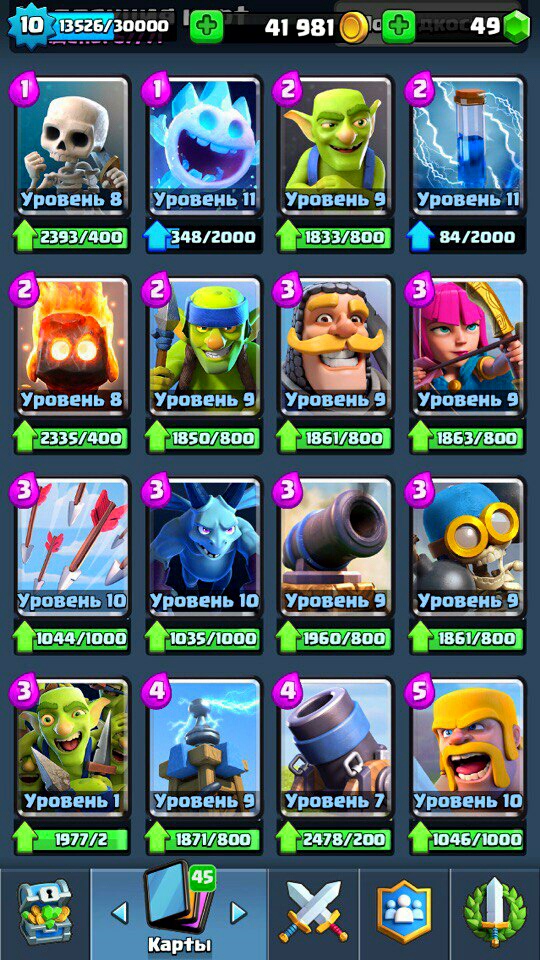 10 13526/30000 41 981 49
1 1 2 2
Уровень 8 Уровень 11 Уровень 9 Уровень 11
2393/400 348/2000 1833/800 84/2000
2 2 3 3
Уровень 8 Уровень 9 Уровень 9 Уровень 9
2335/400 1850/800 1861/800 1863/800
3 3 3 3
Уровень 10 Уровень 10 Уровень 9 Уровень 9
1044/1000 1035/1000 1960/800 1861/800
3 4 4 5
Уровень 1 Уровень 9 Уровень 7 Уровень 10
1977/2 1871/800 2478/200 1046/1000
45
Карты